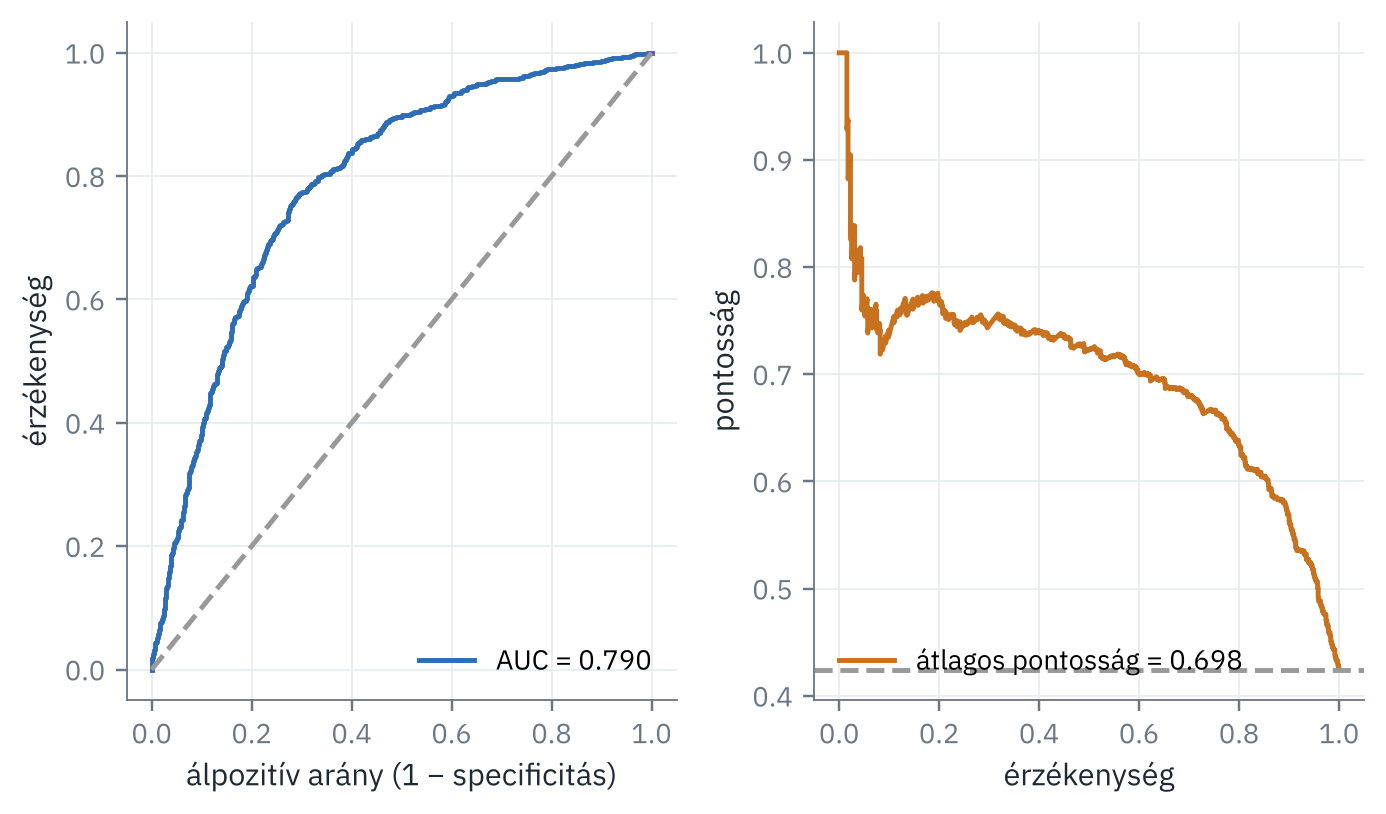 1.0
0.8
0.6
0.4
0.2
0.0
érzékenység
0.0 0.2 0.4 0.6 0.8 1.0
álpozitív arány (1 − specificitás)
AUC = 0.790
1.0
0.9
0.8
0.7
0.6
0.5
0.4
pontosság
0.0 0.2 0.4 0.6 0.8 1.0
érzékenység
átlagos pontosság = 0.698